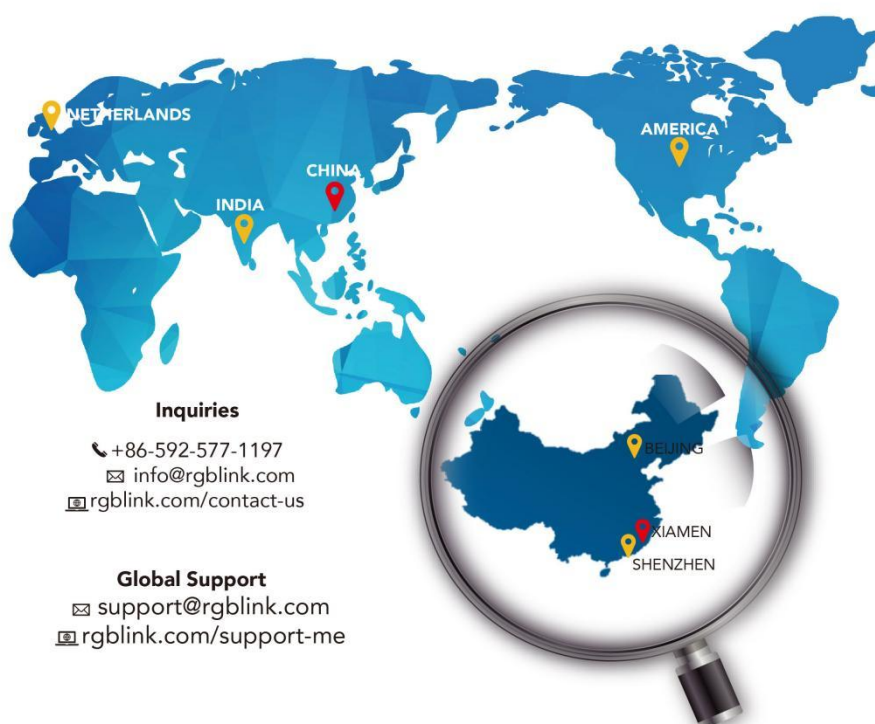 NETHERLANDS
AMERICA
CHINA
INDIA
Inquiries
+86-592-577-1197
info@rgblink.com
rgblink.com/contact-us
BEIJING
XIAMEN
SHENZHEN
Global Support
support@rgblink.com
rgblink.com/support-me